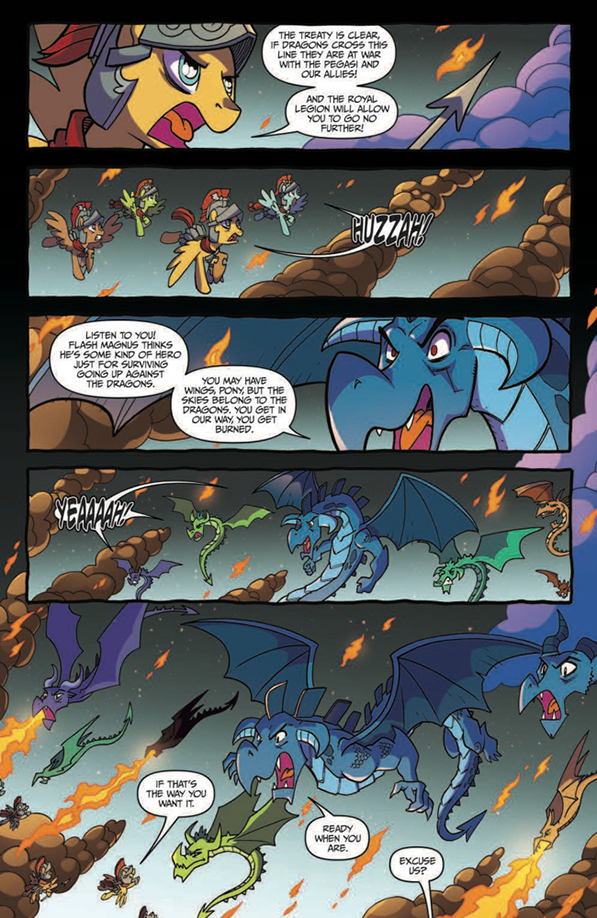 THE TREATY IS CLEAR,
IF DRAGONS CROSS THIS
LINE THEY ARE AT WAR
WITH THE PEGASI AND
OUR ALLIES!
AND THE ROYAL
LEGION WILL ALLOW
YOU TO GO NO
FURTHER!
HUZZAH!
LISTEN TO YOU!
FLASH MAGNUS THINKS
HE'S SOME KIND OF HERO
JUST FOR SURVIVING
GOING UP AGAINST
THE DRAGONS.
YOU MAY HAVE
WINGS, PONY, BUT THE
SKIES BELONG TO THE
DRAGONS. YOU GET IN
OUR WAY, YOU GET
BURNED.
YEAAAAH!
IF THAT'S
THE WAY YOU
WANT IT.
READY
WHEN YOU
ARE.
EXCUSE
US?